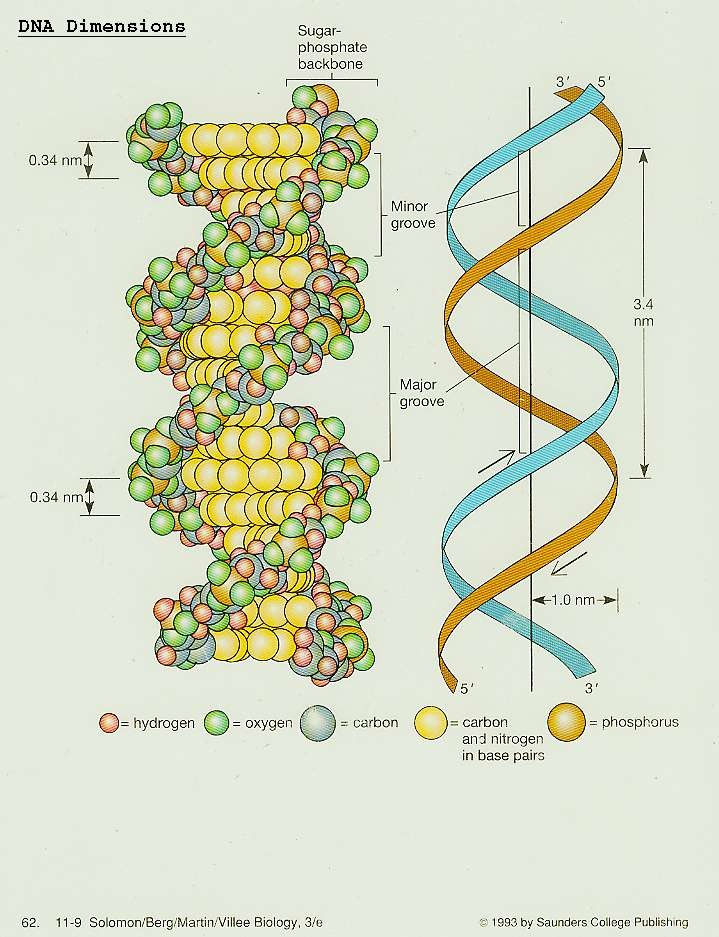 DNA Dimensions
Sugar-
phosphate
backbone
3′ 5′
0.34 nm
Minor
groove
3.4
nm
Major
groove
0.34 nm
1.0 nm
5′ 3′
= hydrogen = oxygen = carbon = carbon
and nitrogen
in base pairs
= phosphorus
62. 11-9 Solomon/Berg/Martin/Villee Biology, 3/e © 1993 by Saunders College Publishing